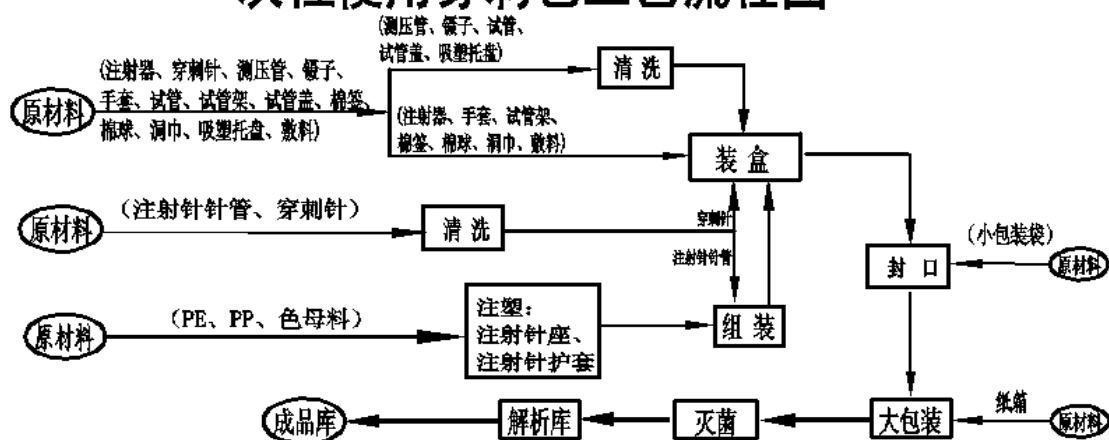 (测压管、镊子、试管、
试管盖、吸塑托盘)
清洗
(注射器、穿刺针、测压管、镊子、
手套、试管、试管架、试管盖、棉签、
棉球、洞巾、吸塑托盘、敷料)
原材料
(注射器、手套、试管架、
棉签、棉球、洞巾、敷料)
装盒
(注射针针管、穿刺针)
原材料
清洗
穿刺针
注射针针管
(小包装袋)
封口
原材料
(PE、PP、色母料)
原材料
注塑：
注射针座、
注射针护套
组装
纸箱
成品库
解析库
灭菌
大包装
原材料